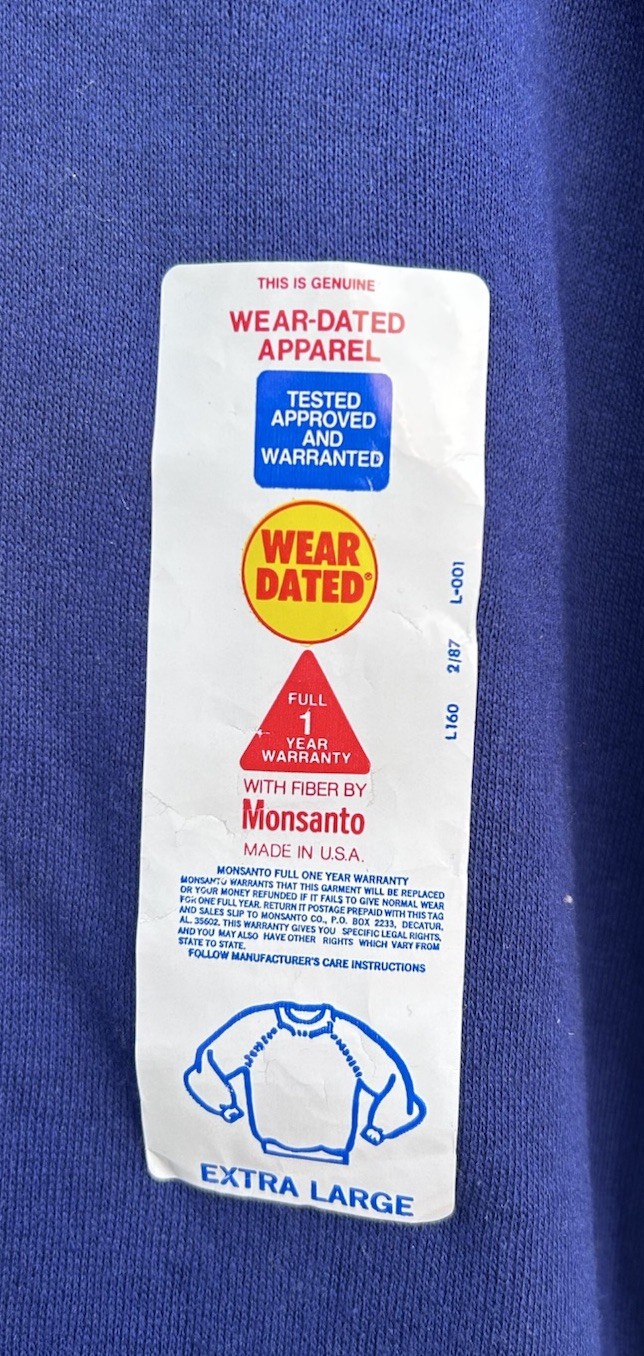 THIS IS GENUINE
WEAR-DATED
APPAREL
TESTED
APPROVED
AND
WARRANTED
WEAR
DATED®
FULL
1
YEAR
WARRANTY
WITH FIBER BY
Monsanto
MADE IN U.S.A.
MONSANTO FULL ONE YEAR WARRANTY
MONSANTO WARRANTS THAT THIS GARMENT WILL BE REPLACED
OR YOUR MONEY REFUNDED IF IT FAILS TO GIVE NORMAL WEAR
FOR ONE FULL YEAR. RETURN IT POSTAGE PREPAID WITH THIS TAG
AND SALES SLIP TO MONSANTO CO., P.O. BOX 2233, DECATUR,
AL. 35602. THIS WARRANTY GIVES YOU SPECIFIC LEGAL RIGHTS,
AND YOU MAY ALSO HAVE OTHER RIGHTS WHICH VARY FROM
STATE TO STATE.
FOLLOW MANUFACTURER'S CARE INSTRUCTIONS
EXTRA LARGE
L160 2/87 L-001